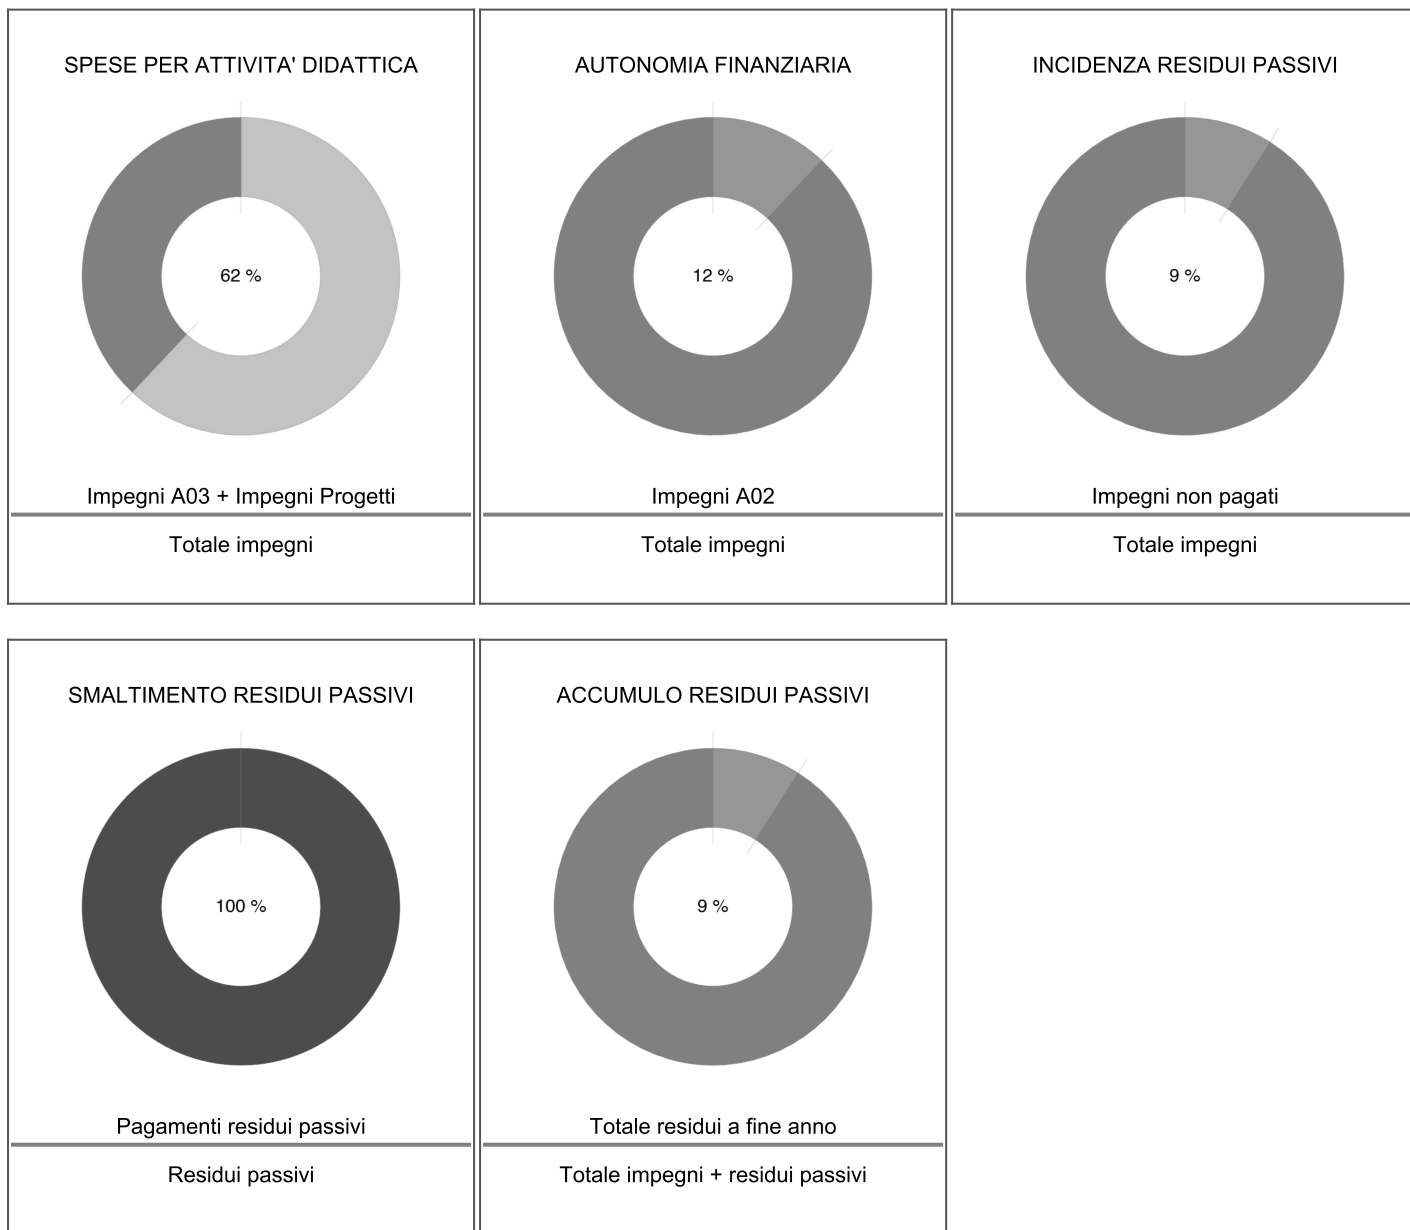 SPESE PER ATTIVITA' DIDATTICA
62 %
Impegni A03 + Impegni Progetti
Totale impegni
AUTONOMIA FINANZIARIA
12 %
Impegni A02
Totale impegni
INCIDENZA RESIDUI PASSIVI
9 %
Impegni non pagati
Totale impegni
SMALTIMENTO RESIDUI PASSIVI
100 %
Pagamenti residui passivi
Residui passivi
ACCUMULO RESIDUI PASSIVI
9 %
Totale residui a fine anno
Totale impegni + residui passivi